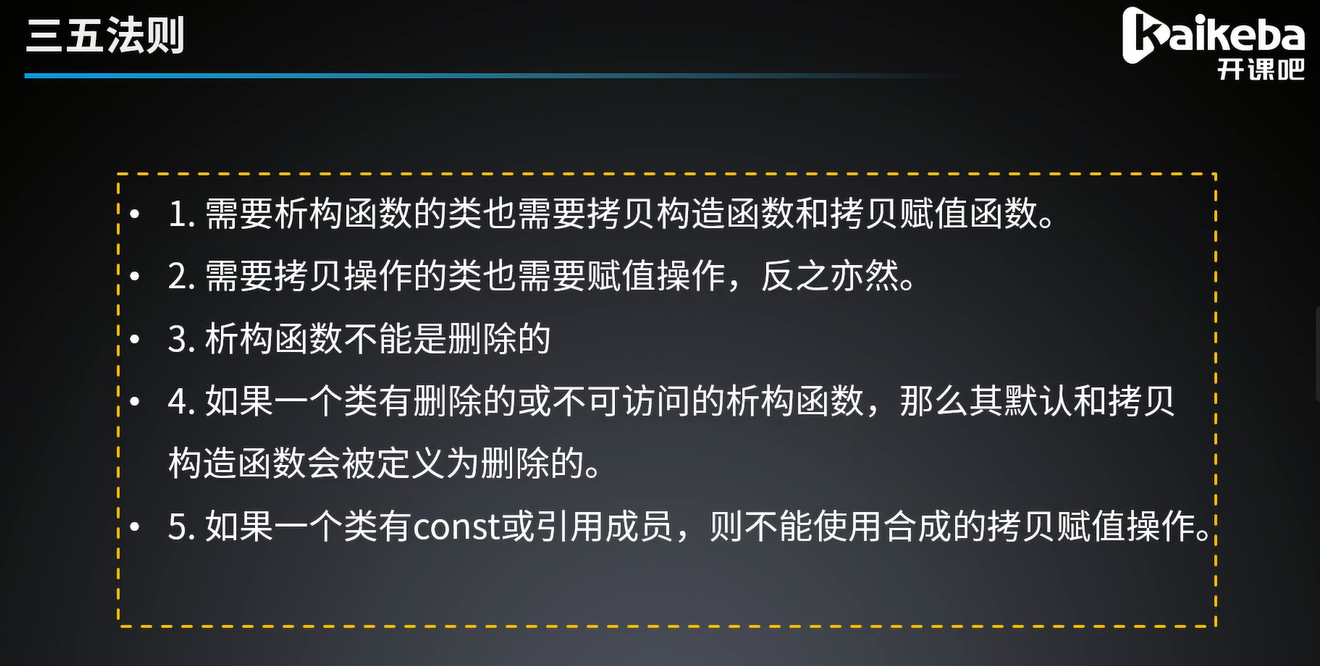 三五法则
Kaikeba
开课吧
• 1. 需要析构函数的类也需要拷贝构造函数和拷贝赋值函数。
• 2. 需要拷贝操作的类也需要赋值操作，反之亦然。
• 3. 析构函数不能是删除的
• 4. 如果一个类有删除的或不可访问的析构函数，那么其默认和拷贝
构造函数会被定义为删除的。
• 5. 如果一个类有const或引用成员，则不能使用合成的拷贝赋值操作。